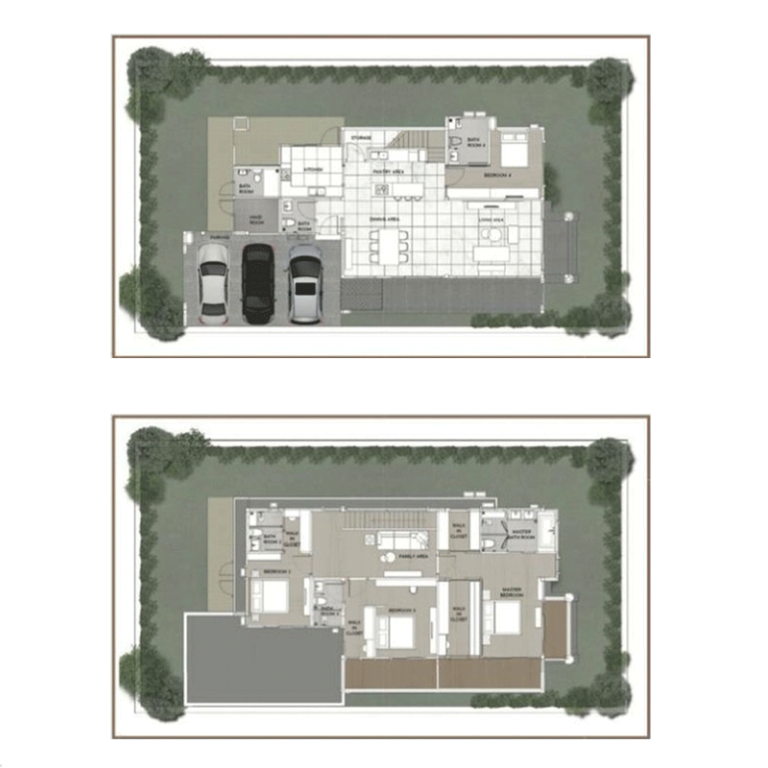 STORAGE
BATH
ROOM 4
KITCHEN
PANTRY AREA
BEDROOM 4
BATH
ROOM
MAID
ROOM
BATH
ROOM
DINING AREA
LIVING AREA
PARKING
BATH
ROOM 2
WALK
IN
CLOSET
WALK
IN
CLOSET
MASTER
BATH ROOM
FAMILY AREA
BEDROOM 2
MASTER
BEDROOM
BATH
ROOM 3
WALK
IN
CLOSET
BEDROOM 3
WALK
IN
CLOSET